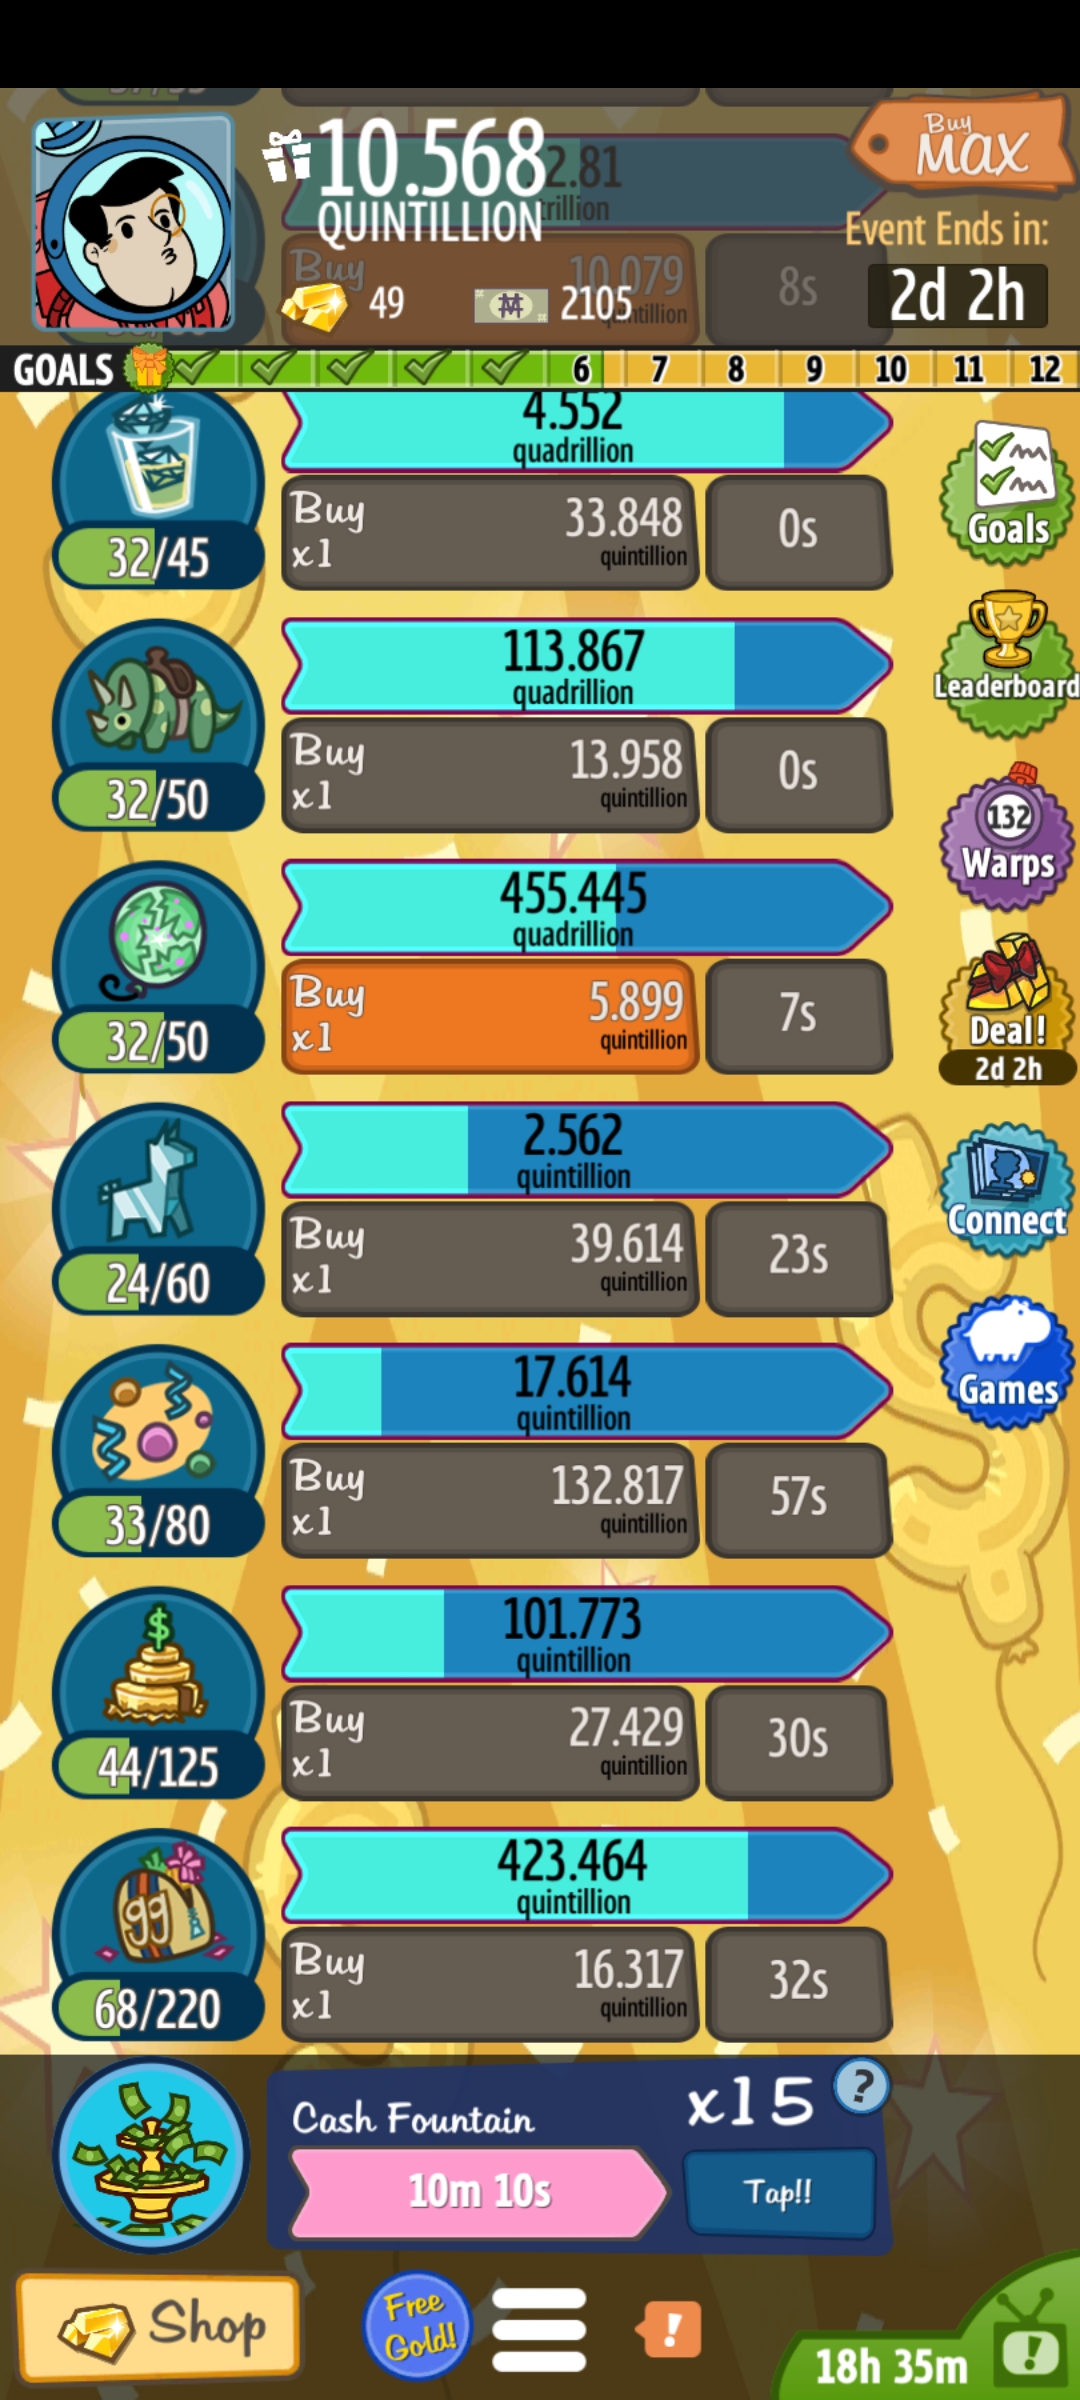 10.568
QUINTILLION
2.81
trillion
Buy
MAX
Event Ends in:
2d 2h
Buy
10.079
8s
49
2105
GOALS
6 7 8 9 10 11 12
4.552
quadrillion
Buy
x1
33.848
quintillion
0s
32/45
Goals
113.867
quadrillion
Buy
x1
13.958
quintillion
0s
32/50
Leaderboard
455.445
quadrillion
Buy
x1
5.899
quintillion
7s
32/50
132
Warps
Deal!
2d 2h
2.562
quintillion
Buy
x1
39.614
quintillion
23s
24/60
Connect
17.614
quintillion
Buy
x1
132.817
quintillion
57s
33/80
Games
101.773
quintillion
Buy
x1
27.429
quintillion
30s
$
44/125
423.464
quintillion
Buy
x1
16.317
quintillion
32s
gg
68/220
Cash Fountain
x15
?
10m 10s
Tap!!
Shop
Free
Gold!
!
18h 35m
!